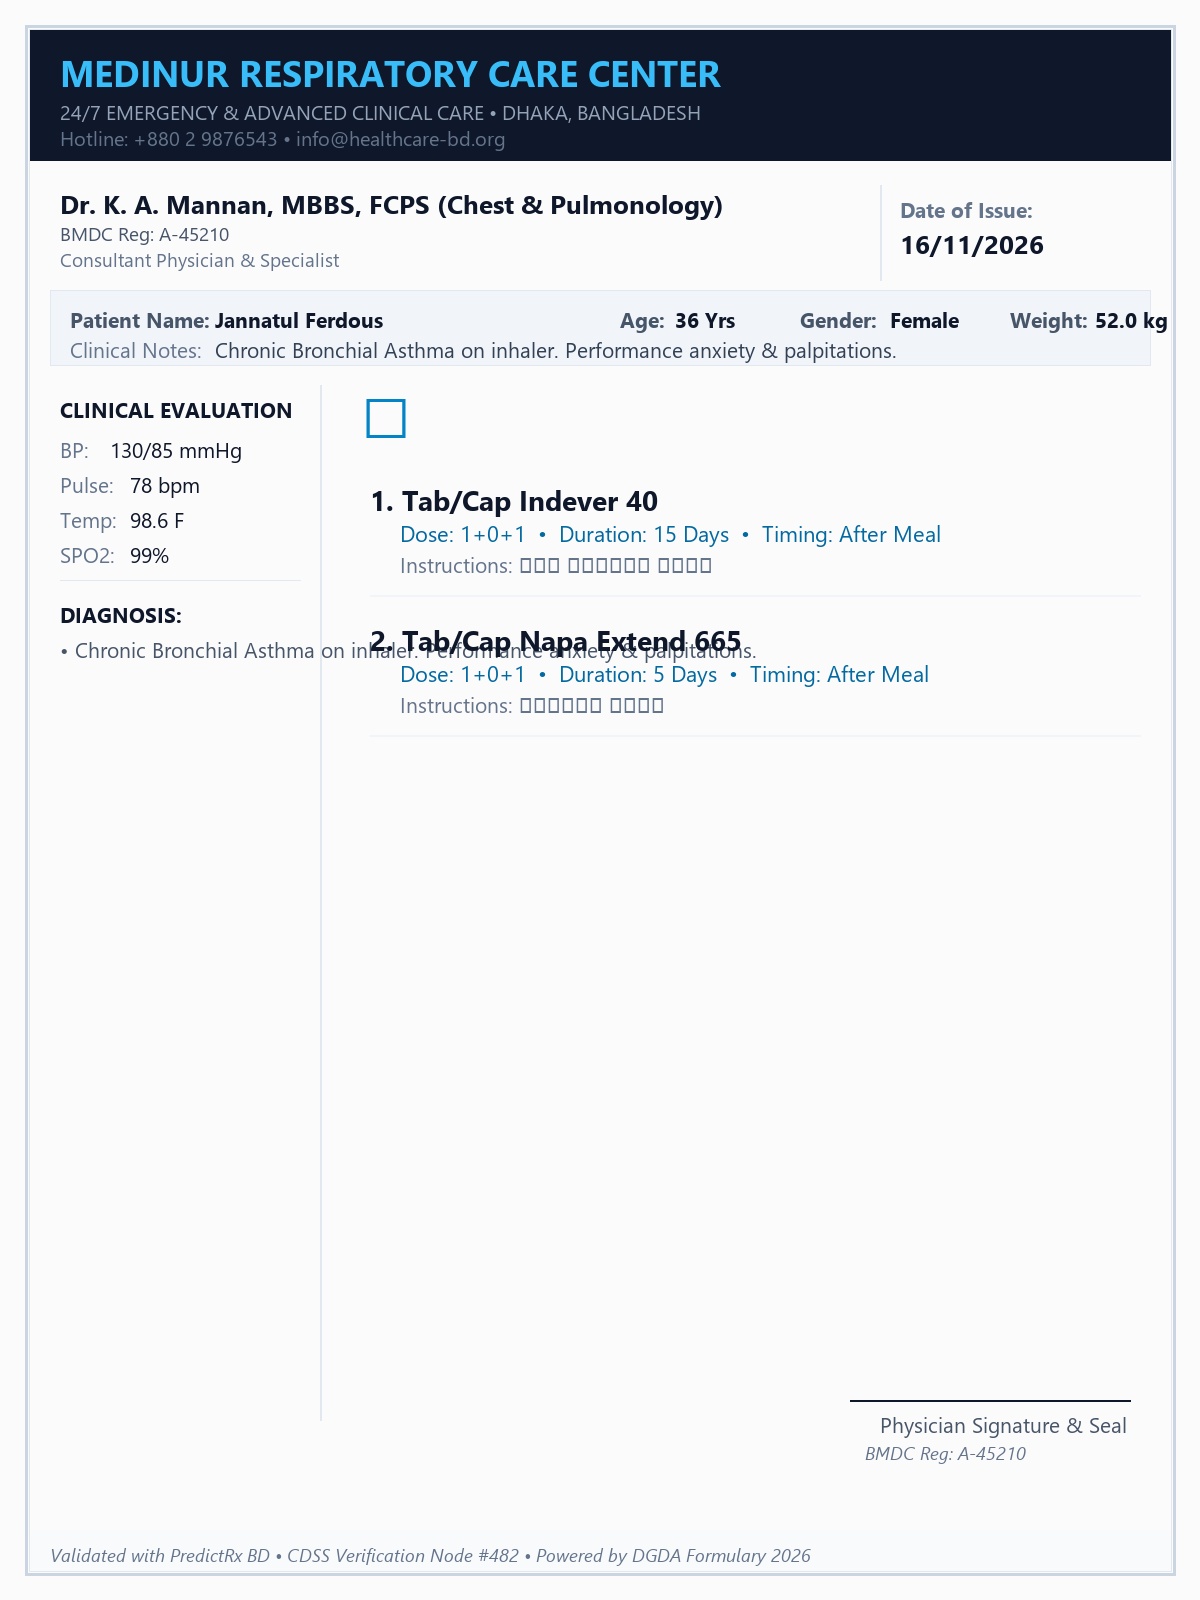 MEDINUR RESPIRATORY CARE CENTER
24/7 EMERGENCY & ADVANCED CLINICAL CARE • DHAKA, BANGLADESH
Hotline: +880 2 9876543 • info@healthcare-bd.org
Dr. K. A. Mannan, MBBS, FCPS (Chest & Pulmonology)
BMDC Reg: A-45210
Consultant Physician & Specialist
Date of Issue:
16/11/2026
Patient Name: Jannatul Ferdous Age: 36 Yrs Gender: Female Weight: 52.0 kg
Clinical Notes: Chronic Bronchial Asthma on inhaler. Performance anxiety & palpitations.
CLINICAL EVALUATION
BP: 130/85 mmHg
Pulse: 78 bpm
Temp: 98.6 F
SPO2: 99%
DIAGNOSIS:
• Chronic Bronchial Asthma on inhaler. Performance anxiety & palpitations.
1. Tab/Cap Indever 40
Dose: 1+0+1 • Duration: 15 Days • Timing: After Meal
Instructions:
2. Tab/Cap Napa Extend 665
Dose: 1+0+1 • Duration: 5 Days • Timing: After Meal
Instructions:
Physician Signature & Seal
BMDC Reg: A-45210
Validated with PredictRx BD • CDSS Verification Node #482 • Powered by DGDA Formulary 2026